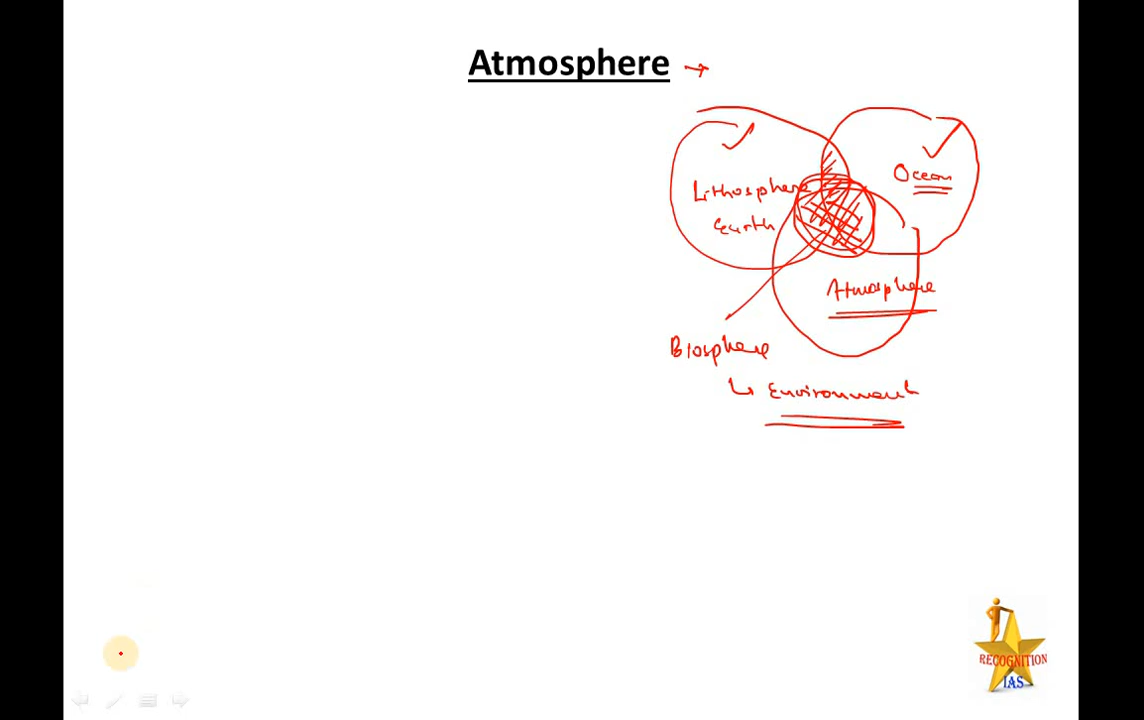 Atmosphere
Lithosphere
Earth
Ocean
Atmosphere
Biosphere
Environment
RECOGNITION
IAS